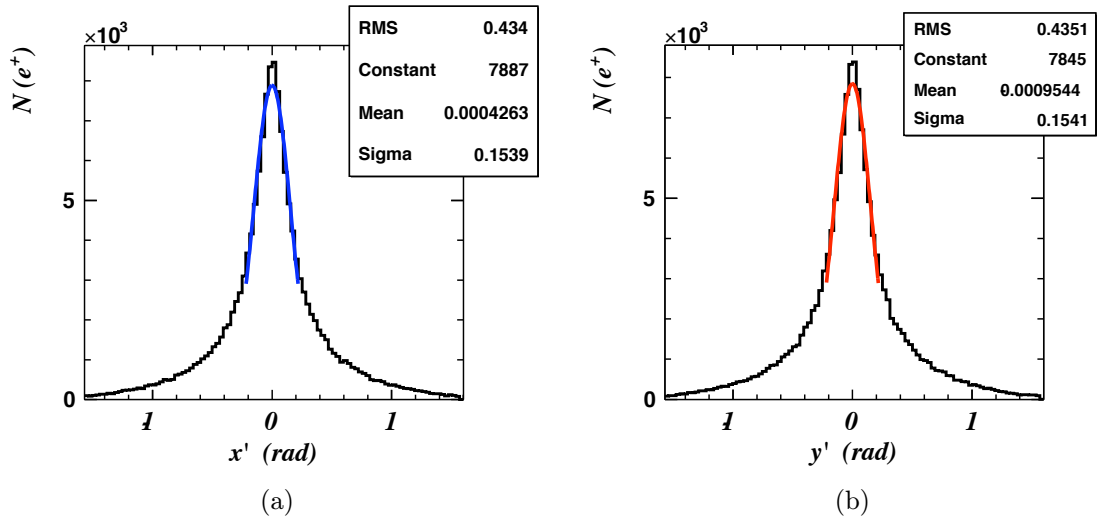 ×10³
N(e⁺)
RMS 0.434
Constant 7887
Mean 0.0004263
Sigma 0.1539
5
0
-1 0 1
x' (rad)
(a)
×10³
N(e⁺)
RMS 0.4351
Constant 7845
Mean -0.0009544
Sigma 0.1541
5
0
-1 0 1
y' (rad)
(b)